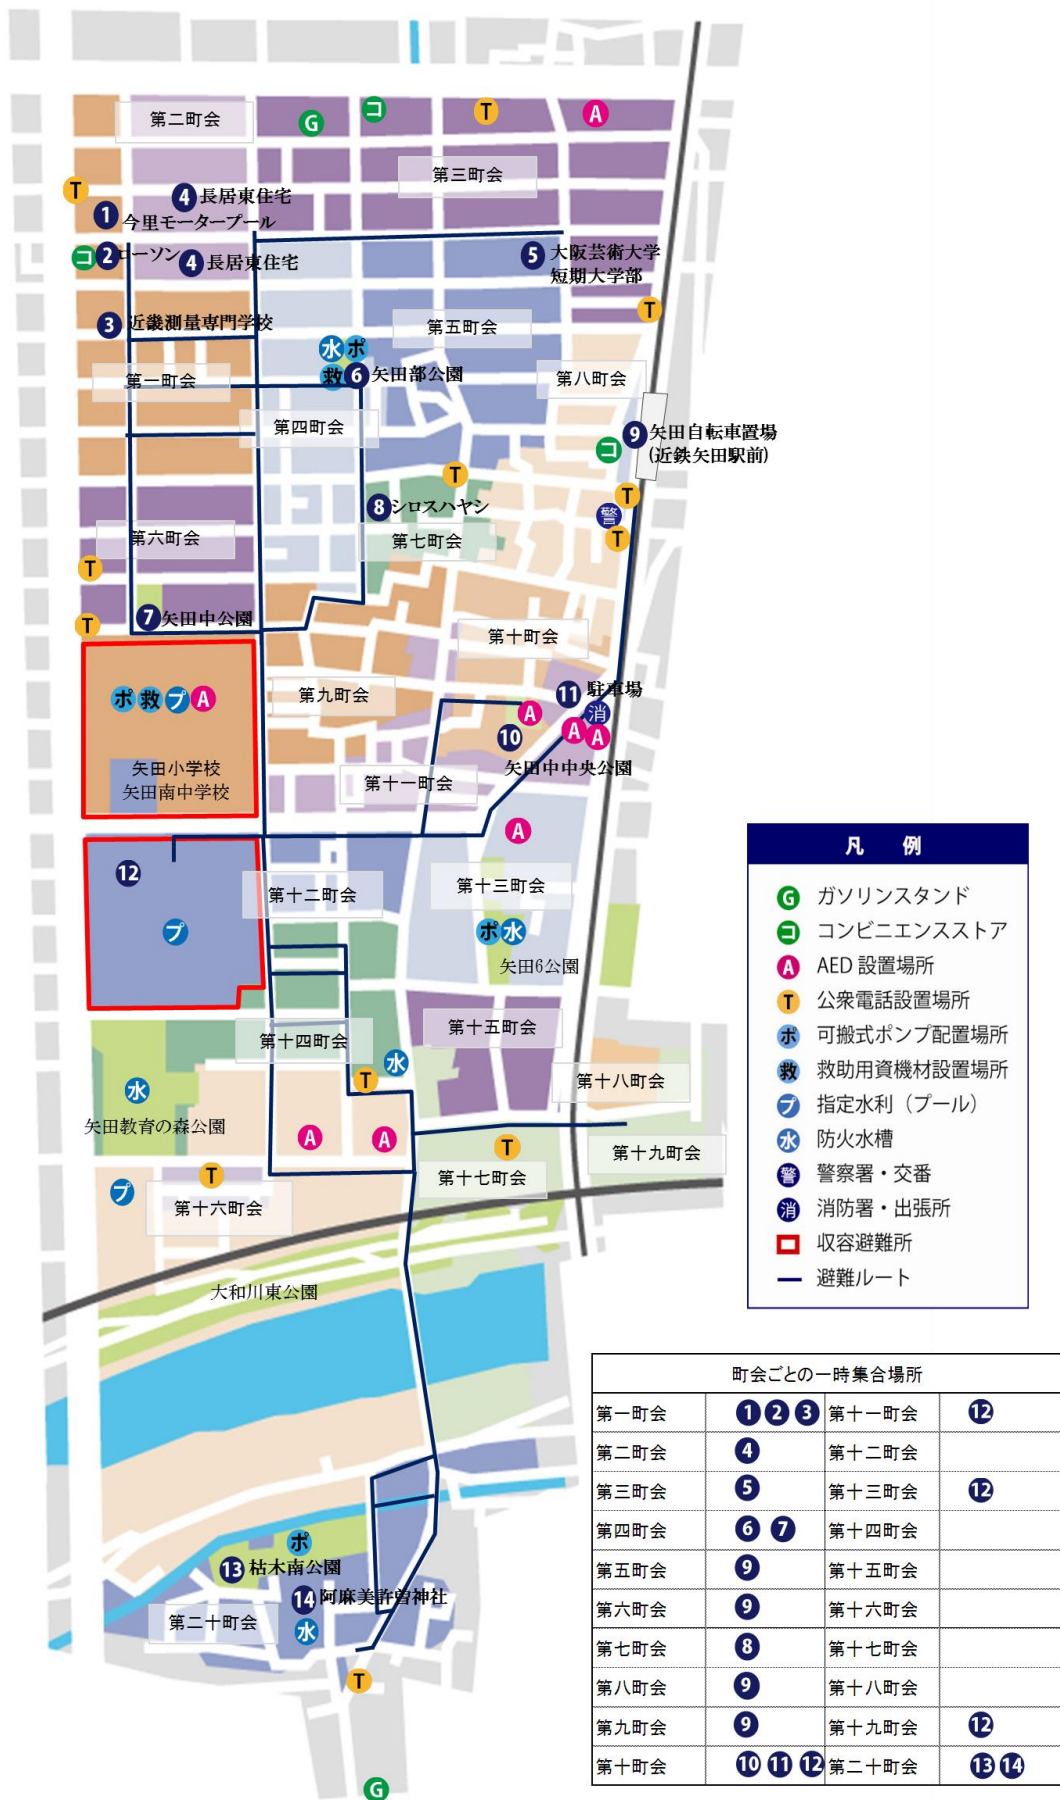 第二町会
G
コ
T
A
第三町会
T
4 長居東住宅
1 今里モータープール
コ 2 ローソン
4 長居東住宅
5 大阪芸術大学
短期大学部
T
3 近畿測量専門学校
第五町会
水 ポ
救 6 矢田部公園
第一町会
第八町会
第四町会
9 矢田自転車置場
(近鉄矢田駅前)
コ
T
T
8 シロスハヤシ
警
T
第六町会
第七町会
T
7 矢田中公園
T
第十町会
ポ 救 プ A
第九町会
11 駐車場
A
消
10
A A
矢田中中央公園
矢田小学校
矢田南中学校
第十一町会
A
12
第十二町会
第十三町会
プ
ポ 水
矢田6公園
第十五町会
第十四町会
水
T
第十八町会
水
矢田教育の森公園
A
A
T
第十九町会
T
第十七町会
プ
第十六町会
大和川東公園
ポ
13 枯木南公園
14 阿麻美許曽神社
第二十町会
水
T
G
凡 例
G ガソリンスタンド
コ コンビニエンスストア
A AED 設置場所
T 公衆電話設置場所
ポ 可搬式ポンプ配置場所
救 救助用資機材設置場所
プ 指定水利（プール）
水 防火水槽
警 警察署・交番
消 消防署・出張所
収容避難所
避難ルート
町会ごとの一時集合場所
第一町会 1 2 3 第十一町会 12
第二町会 4 第十二町会
第三町会 5 第十三町会 12
第四町会 6 7 第十四町会
第五町会 9 第十五町会
第六町会 9 第十六町会
第七町会 8 第十七町会
第八町会 9 第十八町会
第九町会 9 第十九町会 12
第十町会 10 11 12 第二十町会 13 14